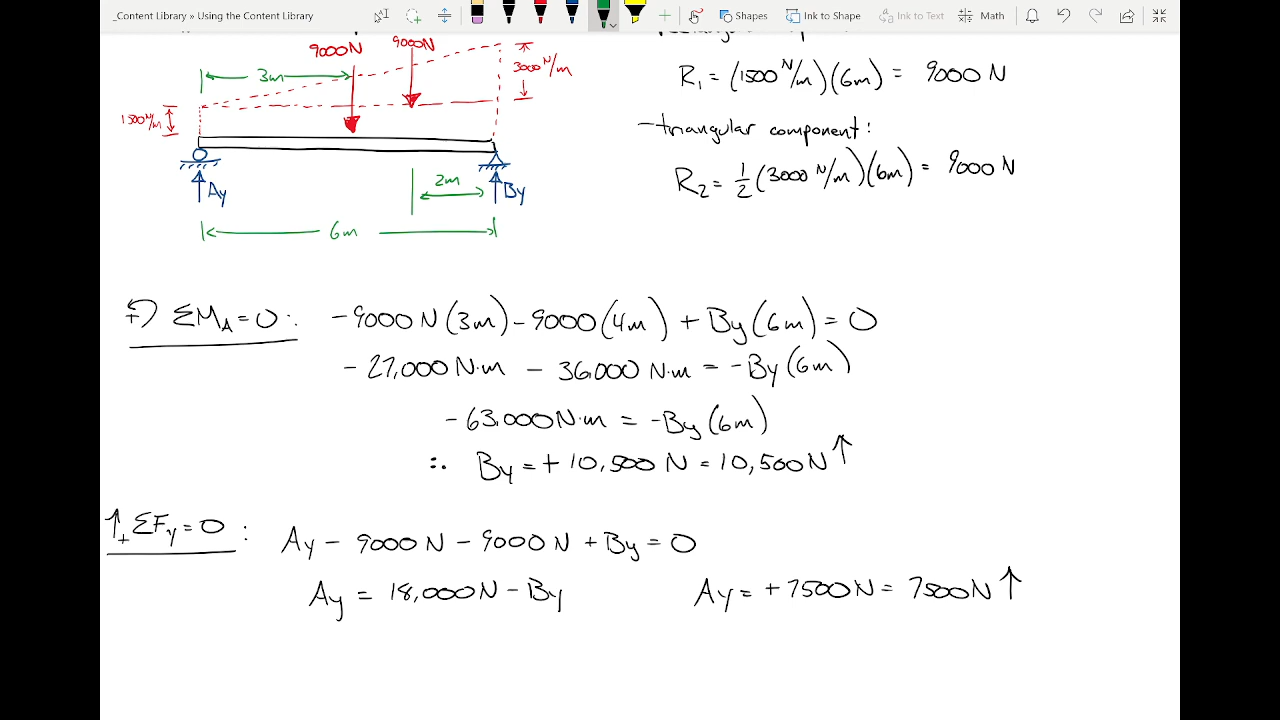 _Content Library » Using the Content Library
Shapes
Ink to Shape
Ink to Text
Math
9000N
9000N
3m
3000 N/m
1500 N/m
Ay
2m
By
6m
R₁ = (1500 N/m)(6m) = 9000 N
- triangular component:
R₂ = 1/2 (3000 N/m)(6m) = 9000 N
+ ΣM_A = 0 : -9000 N (3m) - 9000 (4m) + By (6m) = 0
- 27,000 N·m - 36,000 N·m = -By (6m)
- 63,000 N·m = -By (6m)
∴ By = + 10,500 N = 10,500 N ↑
↑+ ΣFy = 0 : Ay - 9000 N - 9000 N + By = 0
Ay = 18,000 N - By Ay = + 7500 N = 7500 N ↑